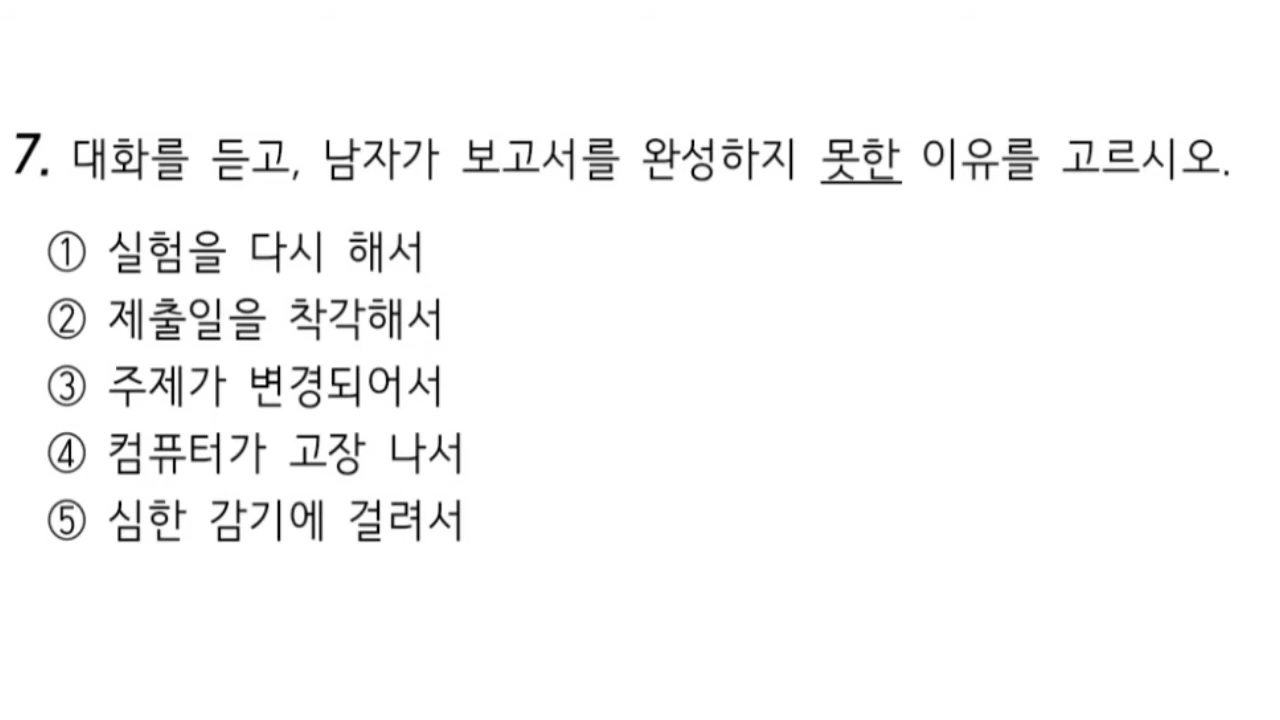 7. 대화를 듣고, 남자가 보고서를 완성하지 못한 이유를 고르시오.
① 실험을 다시 해서
② 제출일을 착각해서
③ 주제가 변경되어서
④ 컴퓨터가 고장 나서
⑤ 심한 감기에 걸려서